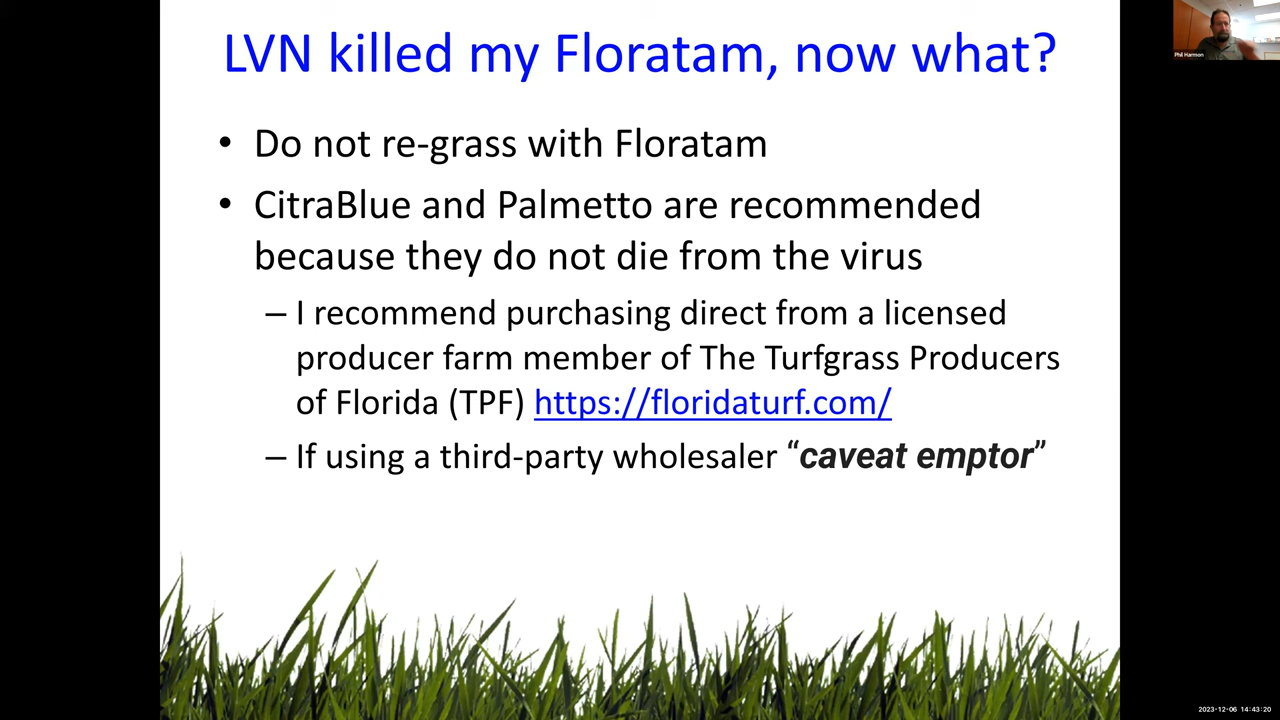 LVN killed my Floratam, now what?
• Do not re-grass with Floratam
• CitraBlue and Palmetto are recommended
because they do not die from the virus
– I recommend purchasing direct from a licensed
producer farm member of The Turfgrass Producers
of Florida (TPF) https://floridaturf.com/
– If using a third-party wholesaler “caveat emptor”
Phil Harmon
2023-12-06 14:43:20